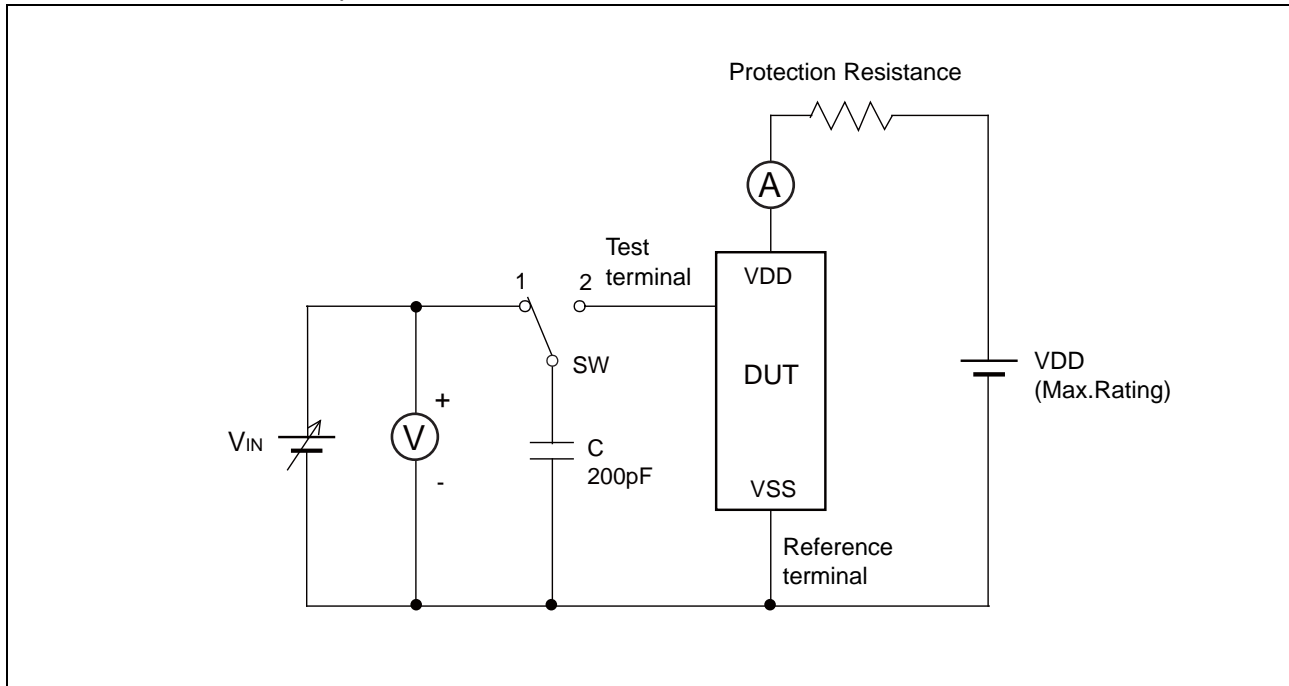 Protection Resistance
A
Test
terminal
VDD
1
2
SW
DUT
VDD
(Max.Rating)
VIN
+
V
-
C
200pF
VSS
Reference
terminal